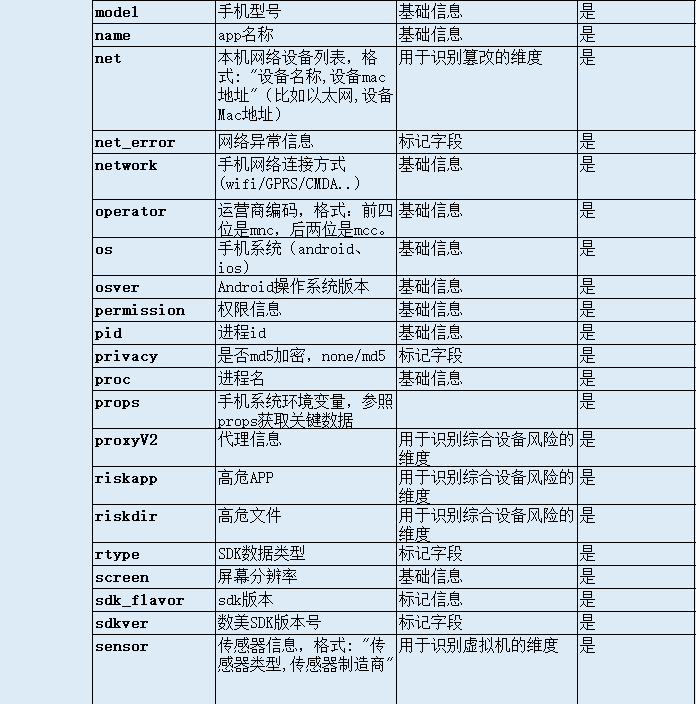 model 手机型号 基础信息 是
name app名称 基础信息 是
net 本机网络设备列表，格 用于识别篡改的维度 是
式: "设备名称,设备mac
地址"（比如以太网,设备
Mac地址）
net_error 网络异常信息 标记字段 是
network 手机网络连接方式 基础信息 是
(wifi/GPRS/CMDA..)
operator 运营商编码，格式：前四 基础信息 是
位是mnc，后两位是mcc。
os 手机系统（android、 基础信息 是
ios）
osver Android操作系统版本 基础信息 是
permission 权限信息 基础信息 是
pid 进程id 基础信息 是
privacy 是否md5加密，none/md5 标记字段 是
proc 进程名 基础信息 是
props 手机系统环境变量，参照 是
props获取关键数据
proxyV2 代理信息 用于识别综合设备风险的 是
维度
riskapp 高危APP 用于识别综合设备风险的 是
维度
riskdir 高危文件 用于识别综合设备风险的 是
维度
rtype SDK数据类型 标记字段 是
screen 屏幕分辨率 基础信息 是
sdk_flavor sdk版本 标记信息 是
sdkver 数美SDK版本号 标记字段 是
sensor 传感器信息，格式: "传 用于识别虚拟机的维度 是
感器类型,传感器制造商"